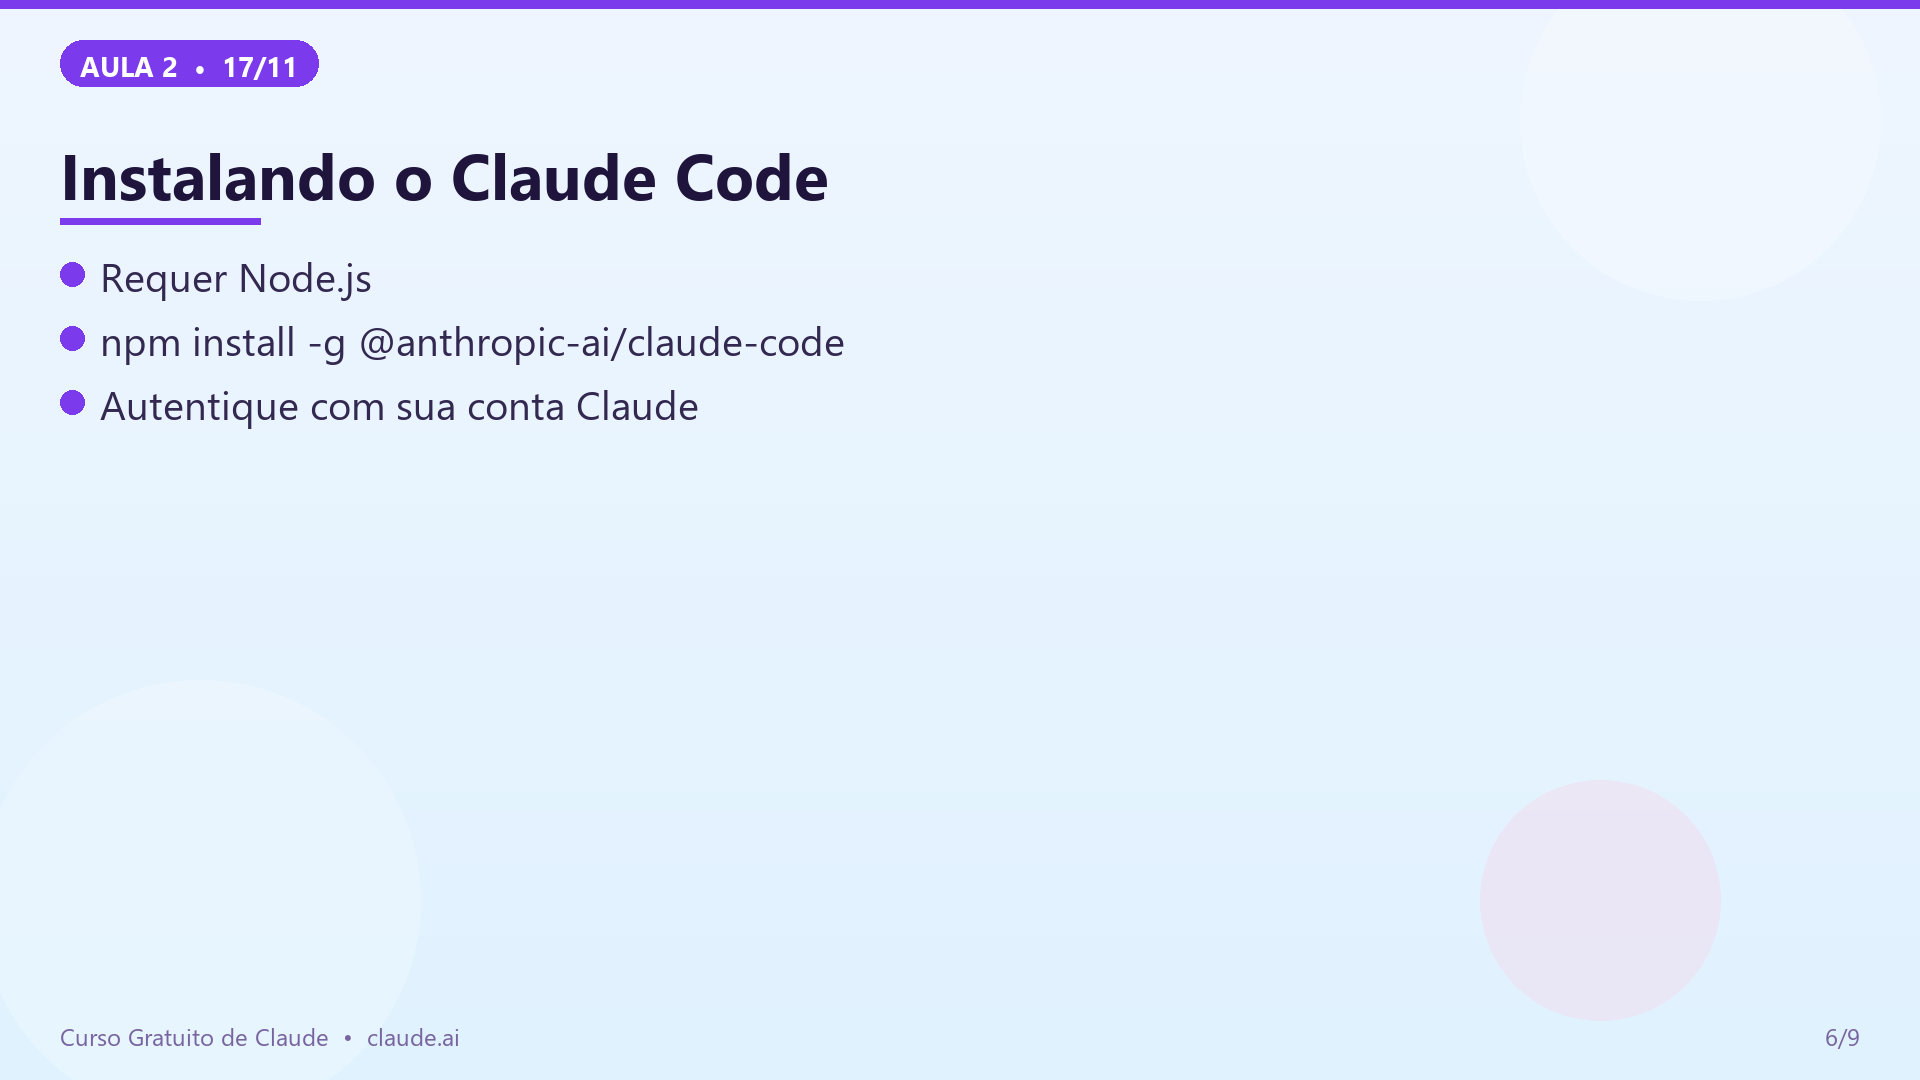 AULA 2 • 17/11
Instalando o Claude Code
Requer Node.js
npm install -g @anthropic-ai/claude-code
Autentique com sua conta Claude
Curso Gratuito de Claude • claude.ai
6/9